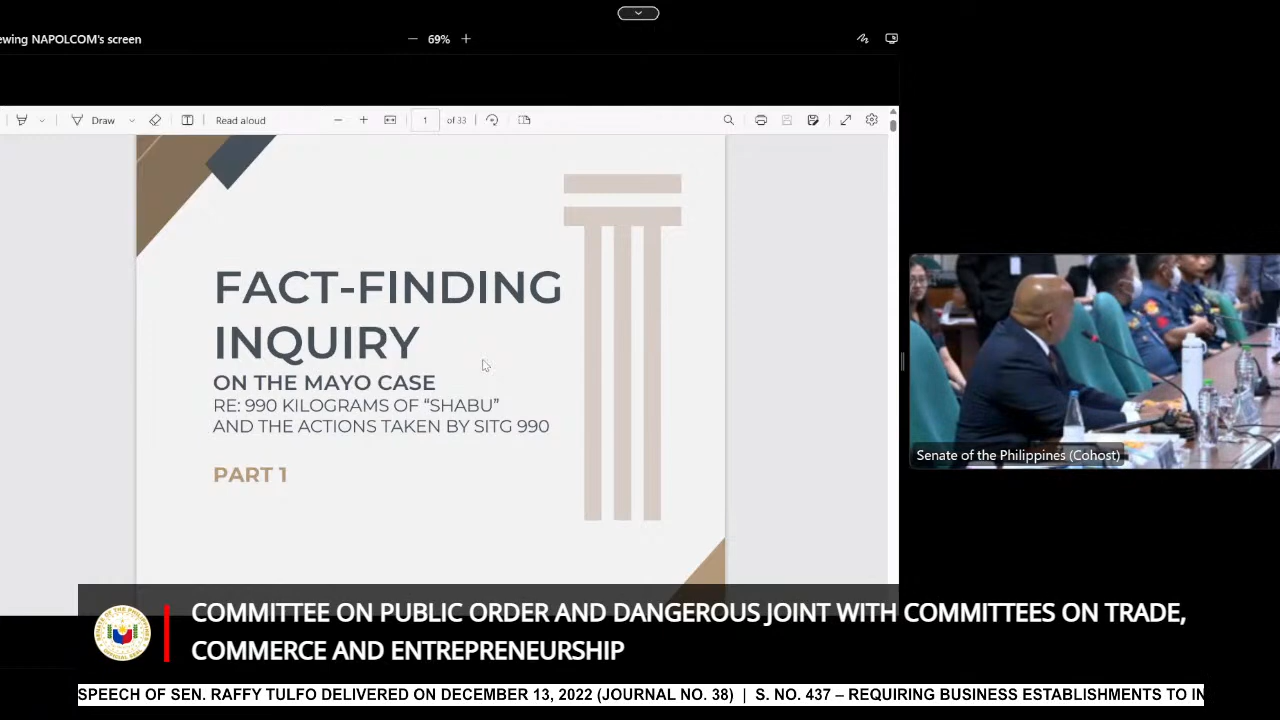 ewing NAPOLCOM's screen
69%
Draw
Read aloud
1 of 33
FACT-FINDING
INQUIRY
ON THE MAYO CASE
RE: 990 KILOGRAMS OF “SHABU”
AND THE ACTIONS TAKEN BY SITG 990
PART 1
Senate of the Philippines (Cohost)
COMMITTEE ON PUBLIC ORDER AND DANGEROUS JOINT WITH COMMITTEES ON TRADE,
COMMERCE AND ENTREPRENEURSHIP
SPEECH OF SEN. RAFFY TULFO DELIVERED ON DECEMBER 13, 2022 (JOURNAL NO. 38) | S. NO. 437 – REQUIRING BUSINESS ESTABLISHMENTS TO IN